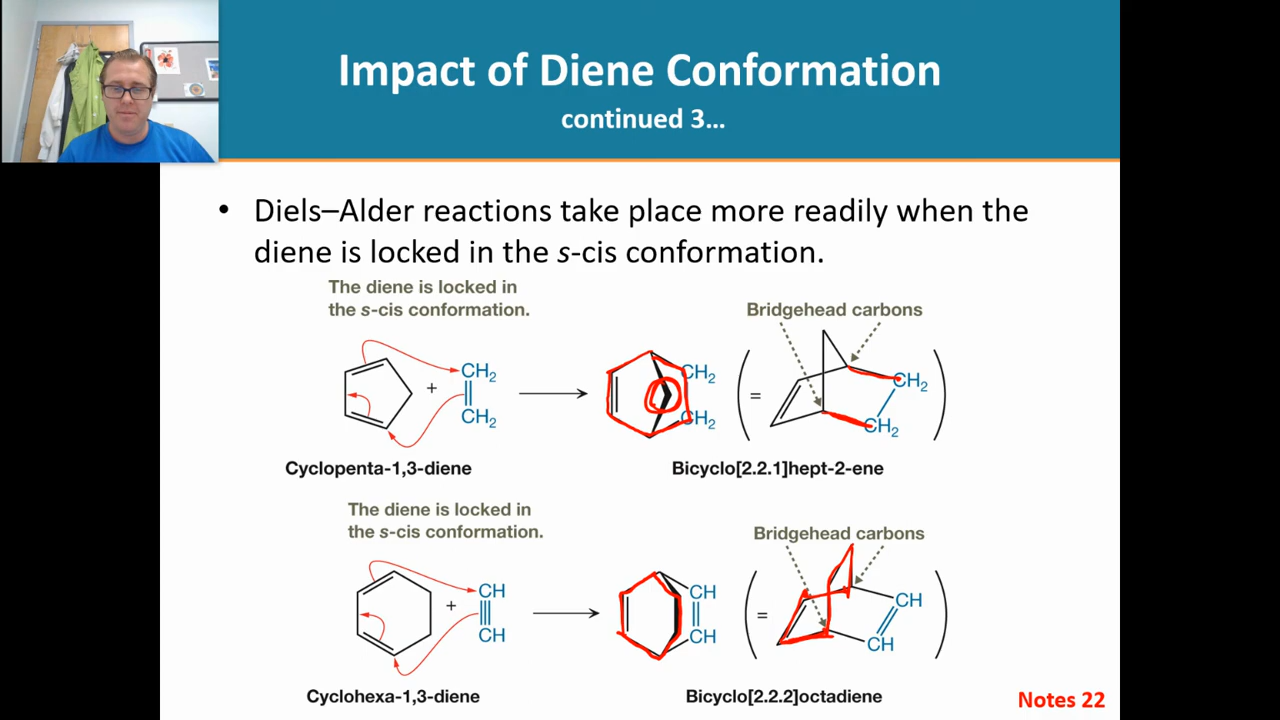 Impact of Diene Conformation
continued 3…
• Diels–Alder reactions take place more readily when the
diene is locked in the s-cis conformation.
The diene is locked in
the s-cis conformation.
Bridgehead carbons
CH₂
+
CH₂
CH₂
CH₂
=
CH₂
CH₂
Cyclopenta-1,3-diene
Bicyclo[2.2.1]hept-2-ene
The diene is locked in
the s-cis conformation.
Bridgehead carbons
CH
+
CH
CH
CH
=
CH
CH
Cyclohexa-1,3-diene
Bicyclo[2.2.2]octadiene
Notes 22